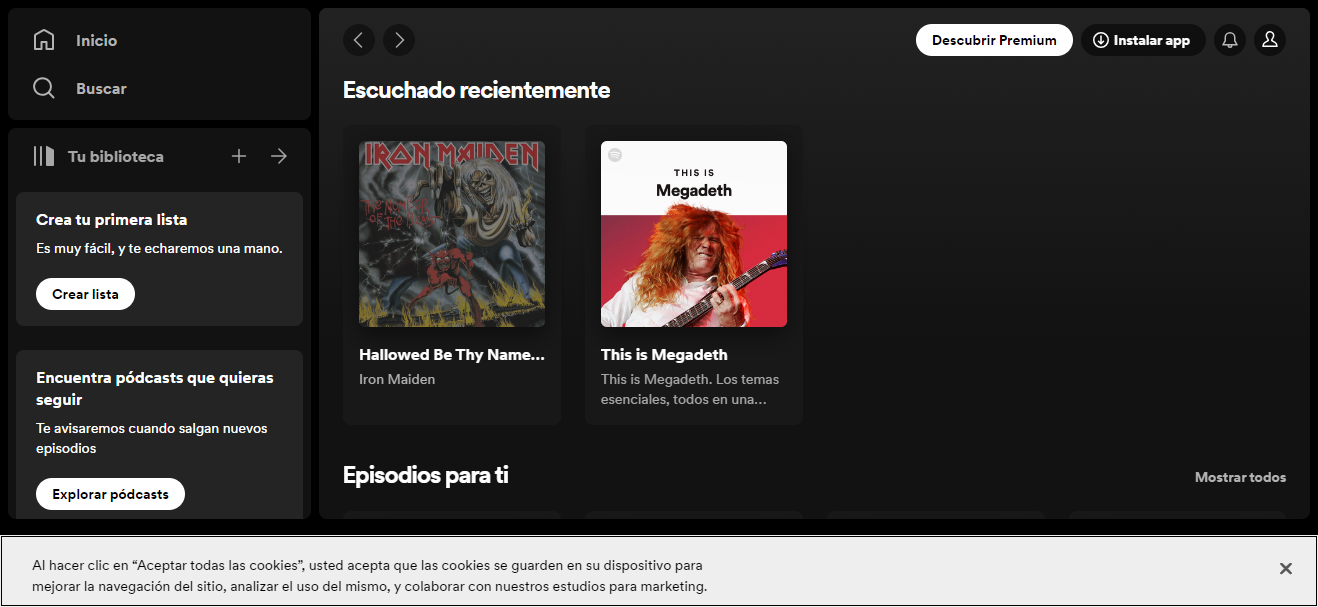 Inicio
Buscar
Tu biblioteca
Crea tu primera lista
Es muy fácil, y te echaremos una mano.
Crear lista
Encuentra pódcasts que quieras
seguir
Te avisaremos cuando salgan nuevos
episodios
Explorar pódcasts
Descubrir Premium
Instalar app
Escuchado recientemente
IRON MAIDEN
THE NUMBER
OF THE BEAST
Hallowed Be Thy Name...
Iron Maiden
THIS IS
Megadeth
This is Megadeth
This is Megadeth. Los temas
esenciales, todos en una...
Episodios para ti
Mostrar todos
Al hacer clic en “Aceptar todas las cookies”, usted acepta que las cookies se guarden en su dispositivo para
mejorar la navegación del sitio, analizar el uso del mismo, y colaborar con nuestros estudios para marketing.